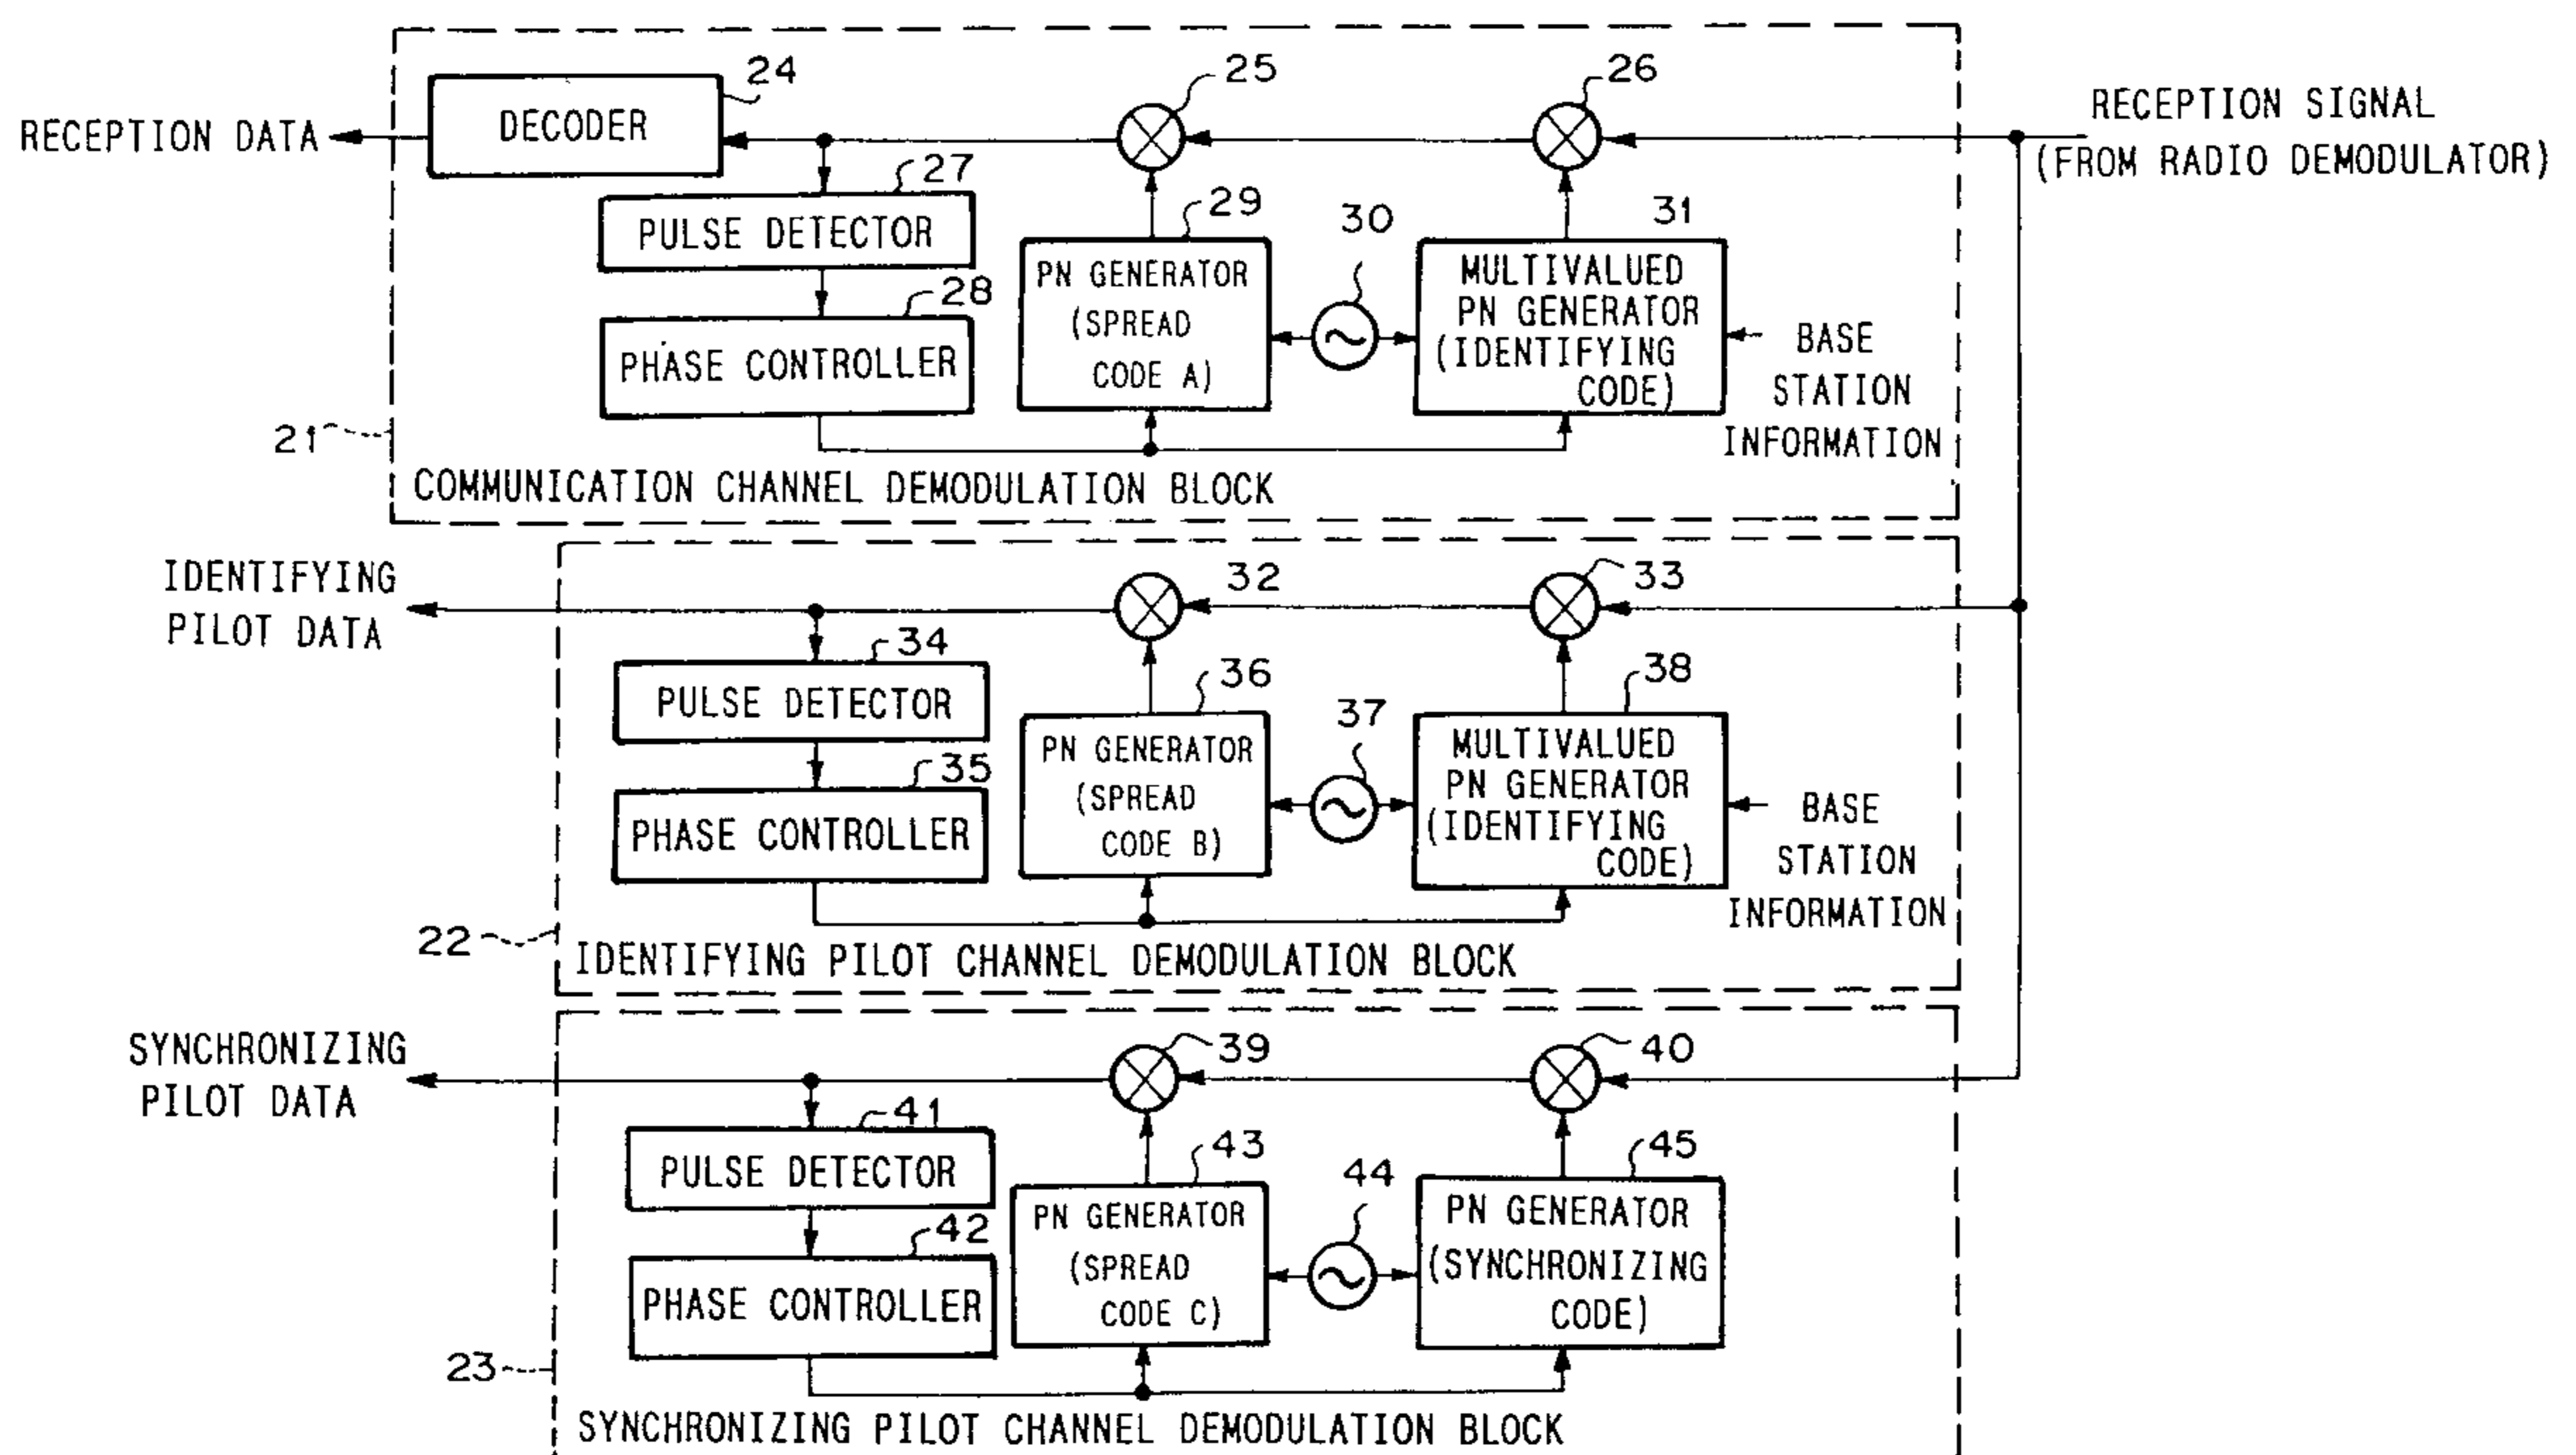 24
25
26
DECODER
RECEPTION DATA
RECEPTION SIGNAL
(FROM RADIO DEMODULATOR)
27
PULSE DETECTOR
28
PHASE CONTROLLER
29
PN GENERATOR
(SPREAD
CODE A)
30
31
MULTIVALUED
PN GENERATOR
(IDENTIFYING
CODE)
BASE
STATION
INFORMATION
21
COMMUNICATION CHANNEL DEMODULATION BLOCK
IDENTIFYING
PILOT DATA
32
33
34
PULSE DETECTOR
35
PHASE CONTROLLER
36
PN GENERATOR
(SPREAD
CODE B)
37
38
MULTIVALUED
PN GENERATOR
(IDENTIFYING
CODE)
BASE
STATION
INFORMATION
22
IDENTIFYING PILOT CHANNEL DEMODULATION BLOCK
SYNCHRONIZING
PILOT DATA
39
40
41
PULSE DETECTOR
42
PHASE CONTROLLER
43
PN GENERATOR
(SPREAD
CODE C)
44
45
PN GENERATOR
(SYNCHRONIZING
CODE)
23
SYNCHRONIZING PILOT CHANNEL DEMODULATION BLOCK